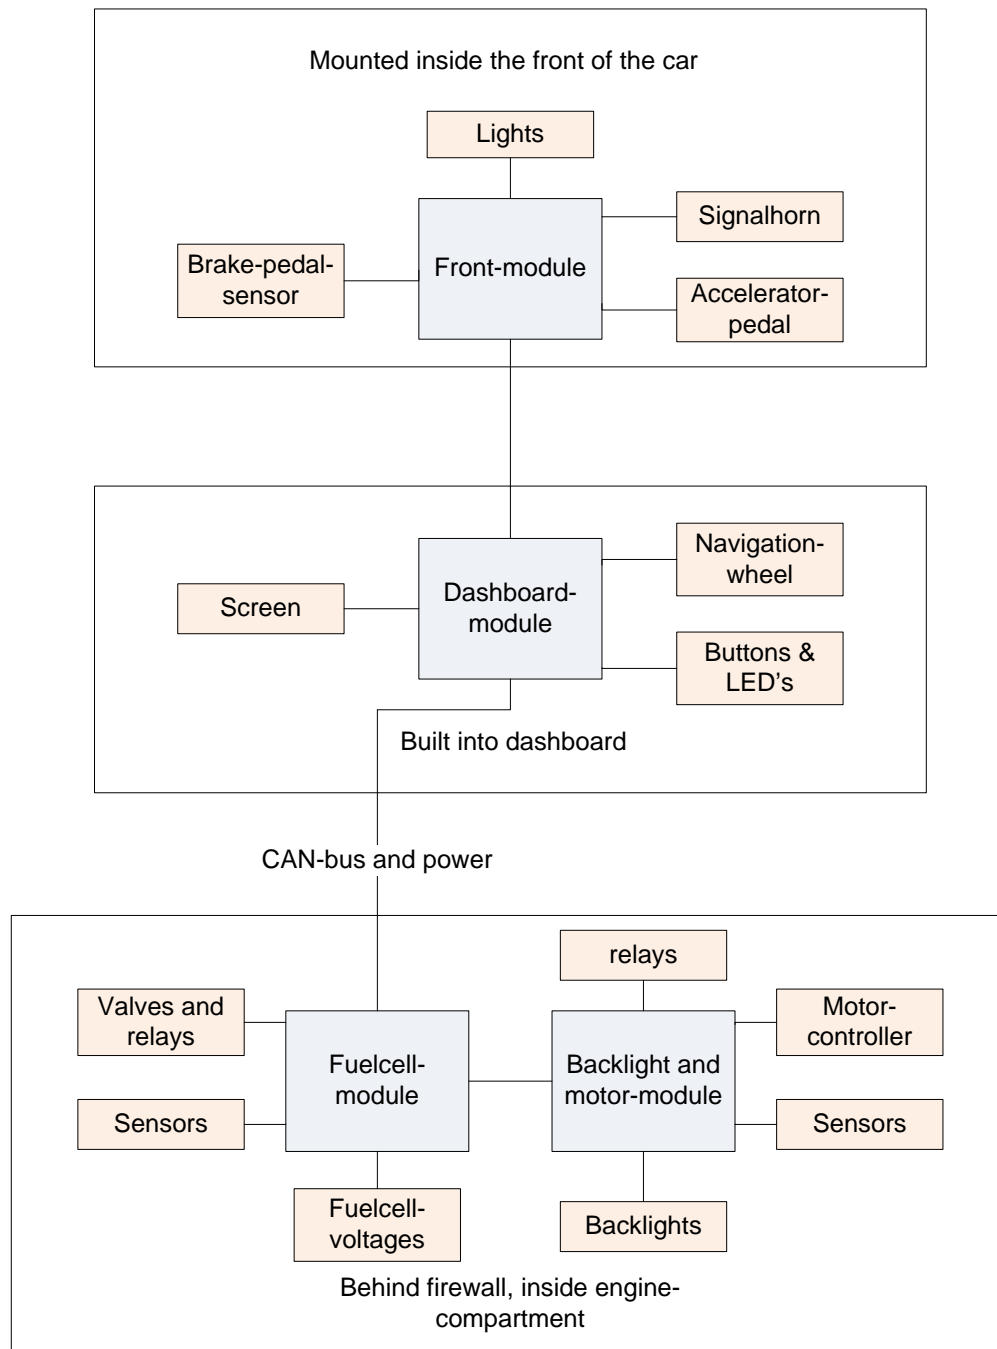 Mounted inside the front of the car
Lights
Signalhorn
Front-module
Brake-pedal-
sensor
Accelerator-
pedal
Navigation-
wheel
Dashboard-
module
Screen
Buttons &
LED’s
Built into dashboard
CAN-bus and power
relays
Valves and
relays
Motor-
controller
Fuelcell-
module
Backlight and
motor-module
Sensors
Sensors
Fuelcell-
voltages
Backlights
Behind firewall, inside engine-
compartment